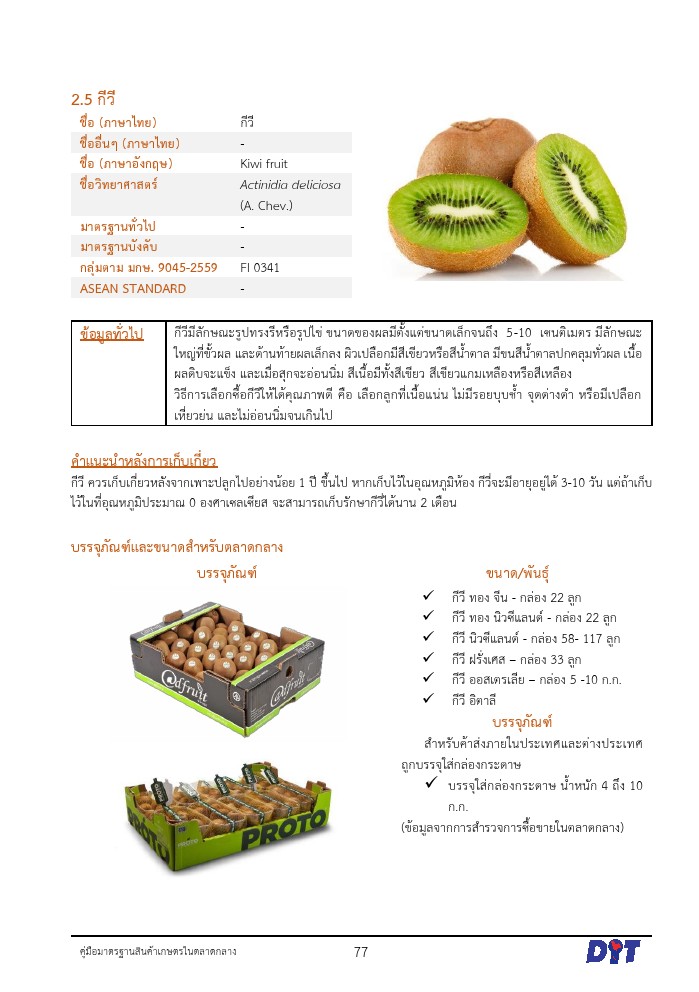 2.5 กีวี
ชื่อ (ภาษาไทย) กีวี
ชื่ออื่นๆ (ภาษาไทย) -
ชื่อ (ภาษาอังกฤษ) Kiwi fruit
ชื่อวิทยาศาสตร์ Actinidia deliciosa
(A. Chev.)
มาตรฐานทั่วไป -
มาตรฐานบังคับ -
กลุ่มตาม มกษ. 9045-2559 FI 0341
ASEAN STANDARD -
ข้อมูลทั่วไป กีวีมีลักษณะรูปทรงรีหรือรูปไข่ ขนาดของผลมีตั้งแต่ขนาดเล็กจนถึง 5-10 เซนติเมตร มีลักษณะ
ใหญ่ที่ขั้วผล และด้านท้ายผลเล็กลง ผิวเปลือกมีสีเขียวหรือสีน้ำตาล มีขนสีน้ำตาลปกคลุมทั่วผล เนื้อ
ผลดิบจะแข็ง และเมื่อสุกจะอ่อนนิ่ม สีเนื้อมีทั้งสีเขียว สีเขียวแกมเหลืองหรือสีเหลือง
วิธีการเลือกซื้อกีวีให้ได้คุณภาพดี คือ เลือกลูกที่เนื้อแน่น ไม่มีรอยบุบช้ำ จุดด่างดำ หรือมีเปลือก
เหี่ยวย่น และไม่อ่อนนิ่มจนเกินไป
คำแนะนำหลังการเก็บเกี่ยว
กีวี ควรเก็บเกี่ยวหลังจากเพาะปลูกไปอย่างน้อย 1 ปี ขึ้นไป หากเก็บไว้ในอุณหภูมิห้อง กีวี่จะมีอายุอยู่ได้ 3-10 วัน แต่ถ้าเก็บ
ไว้ในที่อุณหภูมิประมาณ 0 องศาเซลเซียส จะสามารถเก็บรักษากีวี่ได้นาน 2 เดือน
บรรจุภัณฑ์และขนาดสำหรับตลาดกลาง
บรรจุภัณฑ์
@dfruit
@dfruit
PROTO
PROTO
PROTO
ขนาด/พันธุ์
✓ กีวี ทอง จีน - กล่อง 22 ลูก
✓ กีวี ทอง นิวซีแลนด์ - กล่อง 22 ลูก
✓ กีวี นิวซีแลนด์ - กล่อง 58- 117 ลูก
✓ กีวี ฝรั่งเศส – กล่อง 33 ลูก
✓ กีวี ออสเตรเลีย – กล่อง 5 -10 ก.ก.
✓ กีวี อิตาลี
บรรจุภัณฑ์
สำหรับค้าส่งภายในประเทศและต่างประเทศ
ถูกบรรจุใส่กล่องกระดาษ
✓ บรรจุใส่กล่องกระดาษ น้ำหนัก 4 ถึง 10
ก.ก.
(ข้อมูลจากการสำรวจการซื้อขายในตลาดกลาง)
คู่มือมาตรฐานสินค้าเกษตรในตลาดกลาง 77 DIT